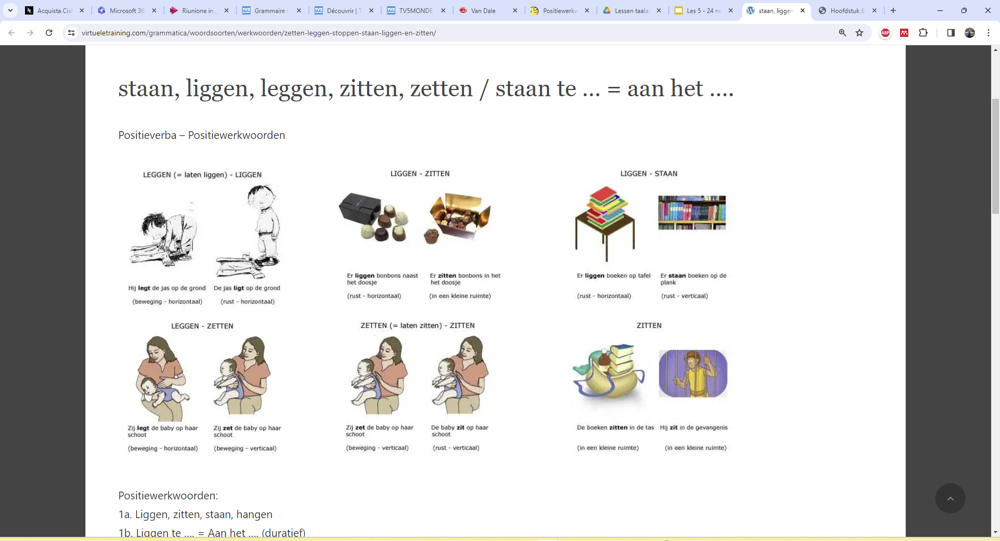 Acquista Cial
Microsoft 36
Riunione in
Grammaire
Découvrir | T
TV5MONDE
Van Dale
Positiewerkw
Lessen taala
Les 5 - 24 no
staan, liggen
Hoofdstuk 6
virtueletraining.com/grammatica/woordsoorten/werkwoorden/zetten-leggen-stoppen-staan-liggen-en-zitten/
ABP
staan, liggen, leggen, zitten, zetten / staan te ... = aan het ....
Positieverba – Positiewerkwoorden
LEGGEN (= laten liggen) - LIGGEN
Hij legt de jas op de grond
(beweging - horizontaal)
De jas ligt op de grond
(rust - horizontaal)
LIGGEN - ZITTEN
Er liggen bonbons naast
het doosje
(rust - horizontaal)
Er zitten bonbons in het
het doosje
(in een kleine ruimte)
LIGGEN - STAAN
Er liggen boeken op tafel
(rust - horizontaal)
Er staan boeken op de
plank
(rust - verticaal)
LEGGEN - ZETTEN
Zij legt de baby op haar
schoot
(beweging - horizontaal)
Zij zet de baby op haar
schoot
(beweging - verticaal)
ZETTEN (= laten zitten) - ZITTEN
Zij zet de baby op haar
schoot
(beweging - verticaal)
De baby zit op haar
schoot
(rust - verticaal)
ZITTEN
De boeken zitten in de tas
(in een kleine ruimte)
Hij zit in de gevangenis
(in een kleine ruimte)
Positiewerkwoorden:
1a. Liggen, zitten, staan, hangen
1b. Liggen te .... = Aan het .... (duratief)